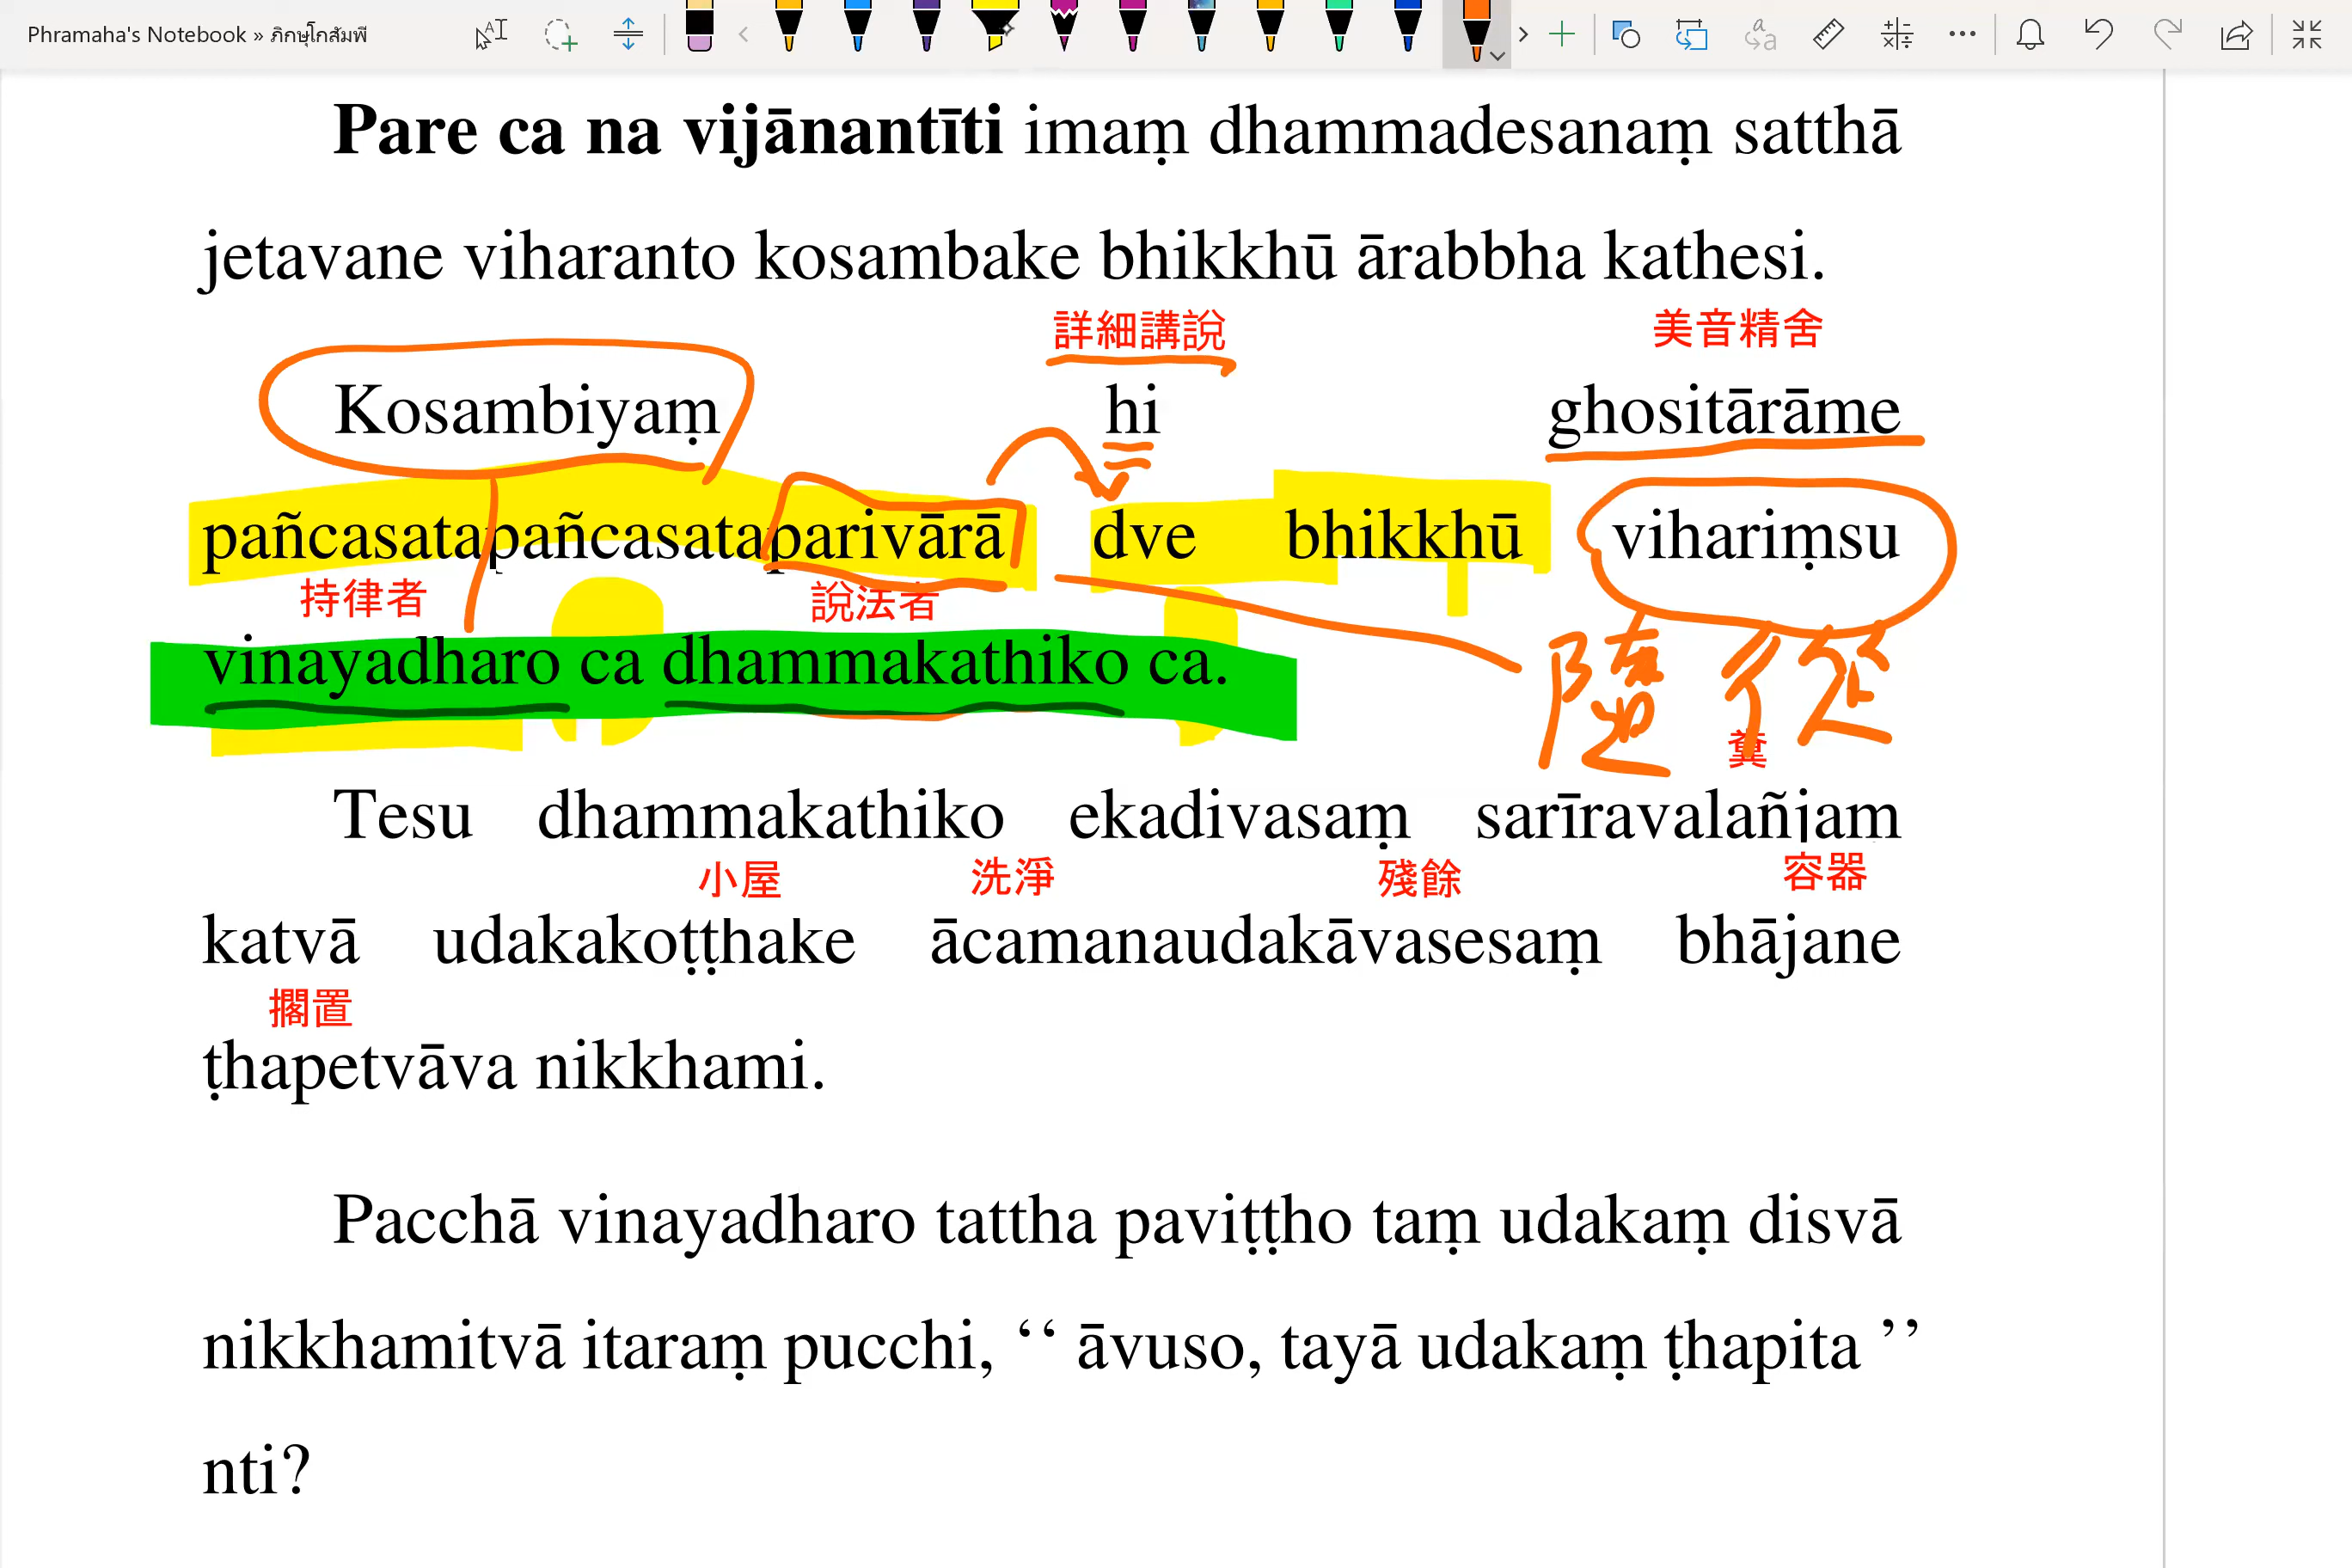 Phramaha's Notebook » ภิกษุโกสัมพี
Pare ca na vijānantīti imaṃ dhammadesanaṃ satthā
jetavane viharanto kosambake bhikkhū ārabbha kathesi.
詳細講說 美音精舍
Kosambiyaṃ hi ghositārāme
pañcasatapañcasataparivārā dve bhikkhū vihariṃsu
持律者 說法者
vinayadharo ca dhammakathiko ca.
隨從
糞
Tesu dhammakathiko ekadivasaṃ sarīravalañjaṃ
小屋 洗淨 殘餘 容器
katvā udakakoṭṭhake ācamanaudakāvasesaṃ bhājane
擱置
ṭhapetvāva nikkhami.
Pacchā vinayadharo tattha paviṭṭho taṃ udakaṃ disvā
nikkhamitvā itaraṃ pucchi, ‘‘ āvuso, tayā udakaṃ ṭhapita ’’
nti?